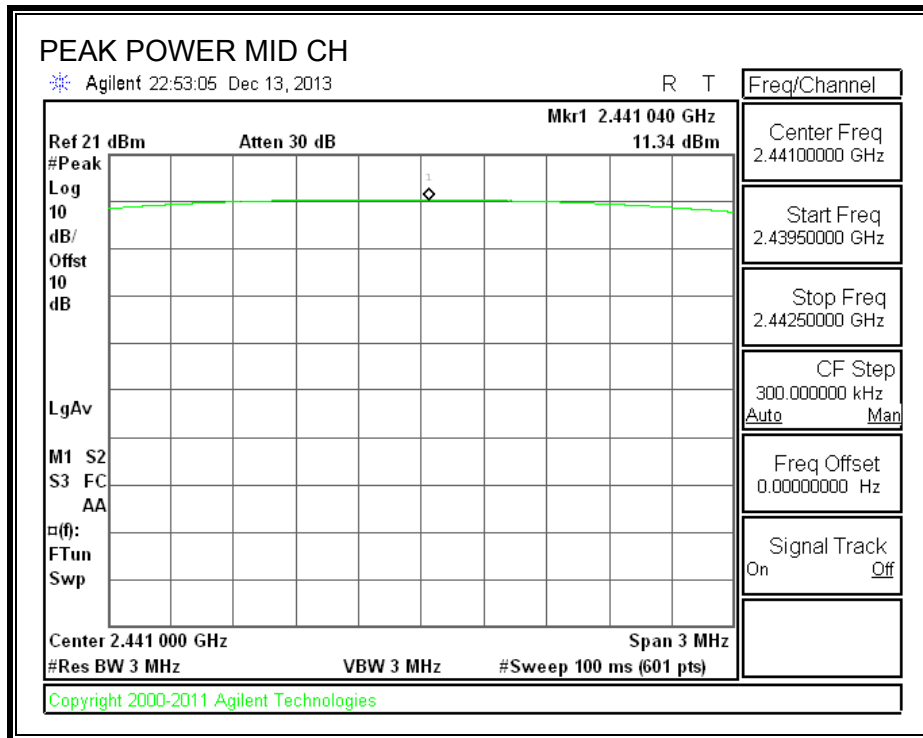 PEAK POWER MID CH
Agilent 22:53:05 Dec 13, 2013 R T
Mkr1 2.441 040 GHz
Ref 21 dBm Atten 30 dB 11.34 dBm
#Peak
Log
10
dB/
Offst
10
dB
1
LgAv
M1 S2
S3 FC
AA
¤(f):
FTun
Swp
Center 2.441 000 GHz Span 3 MHz
#Res BW 3 MHz VBW 3 MHz #Sweep 100 ms (601 pts)
Copyright 2000-2011 Agilent Technologies
Freq/Channel
Center Freq
2.44100000 GHz
Start Freq
2.43950000 GHz
Stop Freq
2.44250000 GHz
CF Step
300.000000 kHz
Auto Man
Freq Offset
0.00000000 Hz
Signal Track
On Off